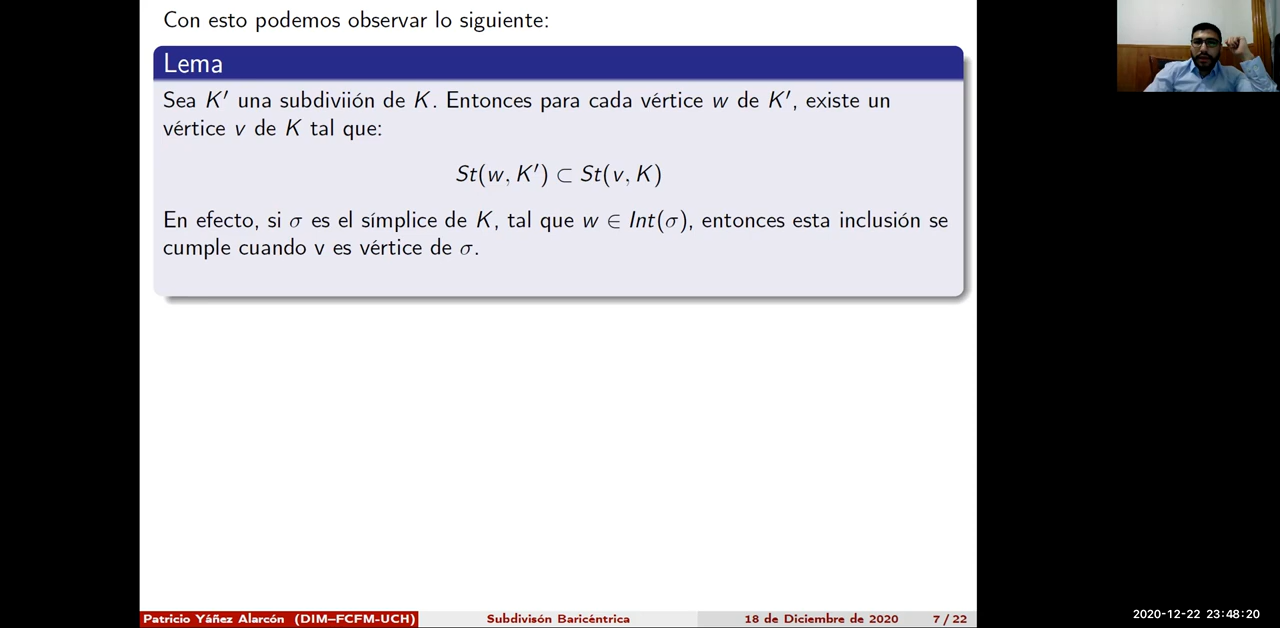 Con esto podemos observar lo siguiente:
Lema
Sea K′ una subdiviión de K. Entonces para cada vértice w de K′, existe un
vértice v de K tal que:
St(w, K′) ⊂ St(v, K)
En efecto, si σ es el símplice de K, tal que w ∈ Int(σ), entonces esta inclusión se
cumple cuando v es vértice de σ.
Patricio Yáñez Alarcón (DIM–FCFM-UCH) Subdivisón Baricéntrica 18 de Diciembre de 2020 7 / 22
2020-12-22 23:48:20